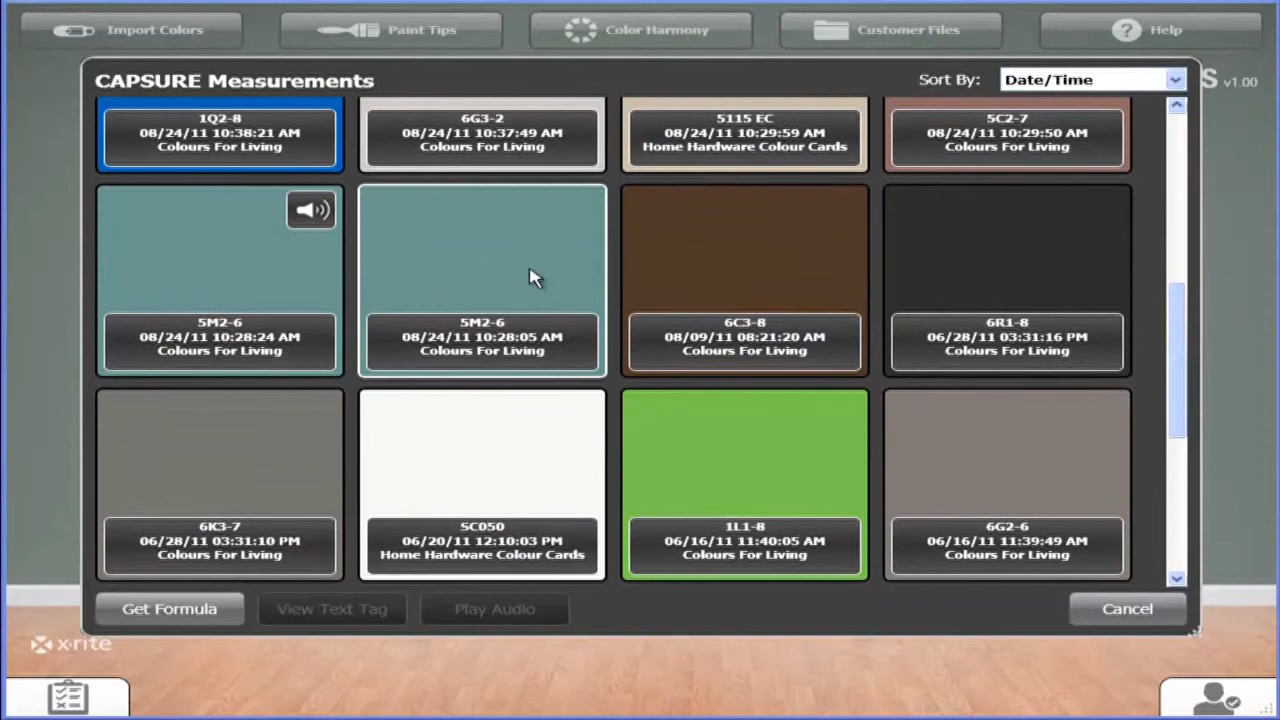 Import Colors
Paint Tips
Color Harmony
Customer Files
Help
CAPSURE Measurements
Sort By:
Date/Time
S v1.00
1Q2-8
08/24/11 10:38:21 AM
Colours For Living
6G3-2
08/24/11 10:37:49 AM
Colours For Living
5115 EC
08/24/11 10:29:59 AM
Home Hardware Colour Cards
5C2-7
08/24/11 10:29:50 AM
Colours For Living
5M2-6
08/24/11 10:28:24 AM
Colours For Living
5M2-6
08/24/11 10:28:05 AM
Colours For Living
6C3-8
08/09/11 08:21:20 AM
Colours For Living
6R1-8
06/28/11 03:31:16 PM
Colours For Living
6K3-7
06/28/11 03:31:10 PM
Colours For Living
SC050
06/20/11 12:10:03 PM
Home Hardware Colour Cards
1L1-8
06/16/11 11:40:05 AM
Colours For Living
6G2-6
06/16/11 11:39:49 AM
Colours For Living
Get Formula
View Text Tag
Play Audio
Cancel
x·rite